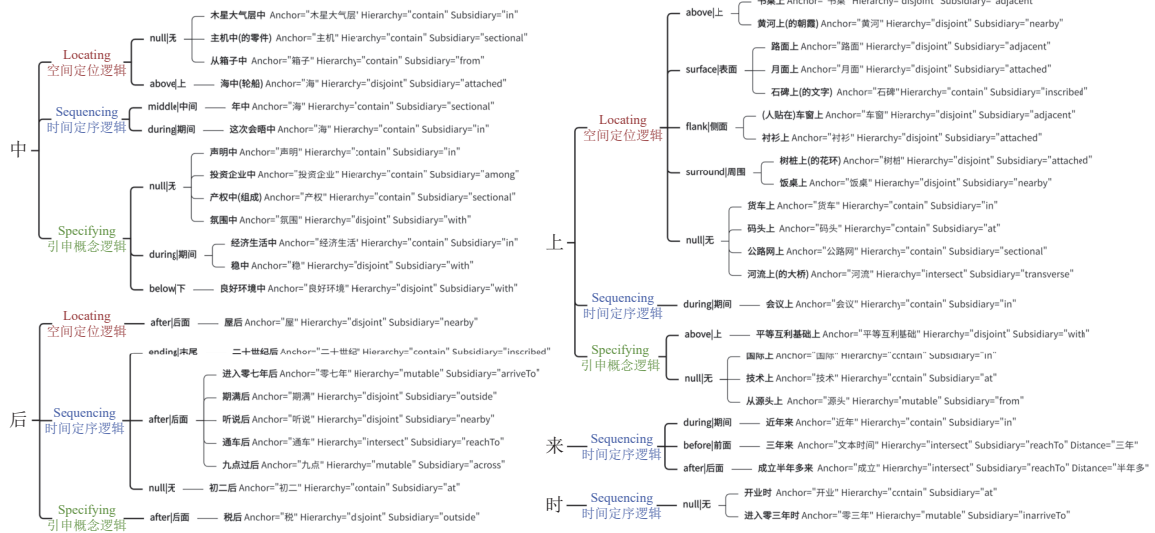 中
Locating
空间定位逻辑
null|无
木星大气层中 Anchor="木星大气层" Hierarchy="contain" Subsidiary="in"
主机中(的零件) Anchor="主机" Hierarchy="contain" Subsidiary="sectional"
从箱子中 Anchor="箱子" Hierarchy="contain" Subsidiary="from"
above|上
海中(轮船) Anchor="海" Hierarchy="disjoint" Subsidiary="attached"
Sequencing
时间定序逻辑
middle|中间
年中 Anchor="海" Hierarchy="contain" Subsidiary="sectional"
during|期间
这次会晤中 Anchor="海" Hierarchy="contain" Subsidiary="in"
Specifying
引申概念逻辑
null|无
声明中 Anchor="声明" Hierarchy="contain" Subsidiary="in"
投资企业中 Anchor="投资企业" Hierarchy="contain" Subsidiary="among"
产权中(组成) Anchor="产权" Hierarchy="contain" Subsidiary="sectional"
氛围中 Anchor="氛围" Hierarchy="disjoint" Subsidiary="with"
during|期间
经济生活中 Anchor="经济生活" Hierarchy="contain" Subsidiary="in"
稳中 Anchor="稳" Hierarchy="disjoint" Subsidiary="with"
below|下
良好环境中 Anchor="良好环境" Hierarchy="disjoint" Subsidiary="with"
后
Locating
空间定位逻辑
after|后面
屋后 Anchor="屋" Hierarchy="disjoint" Subsidiary="nearby"
Sequencing
时间定序逻辑
ending|末尾
二十世纪后 Anchor="二十世纪" Hierarchy="contain" Subsidiary="inscribed"
after|后面
进入零七年后 Anchor="零七年" Hierarchy="mutable" Subsidiary="arriveTo"
期满后 Anchor="期满" Hierarchy="disjoint" Subsidiary="outside"
听说后 Anchor="听说" Hierarchy="disjoint" Subsidiary="nearby"
通车后 Anchor="通车" Hierarchy="intersect" Subsidiary="reachTo"
九点过后 Anchor="九点" Hierarchy="mutable" Subsidiary="across"
null|无
初二后 Anchor="初二" Hierarchy="contain" Subsidiary="at"
Specifying
引申概念逻辑
after|后面
税后 Anchor="税" Hierarchy="disjoint" Subsidiary="outside"
上
Locating
空间定位逻辑
above|上
书桌上 Anchor="书桌" Hierarchy="disjoint" Subsidiary="adjacent"
黄河上(的朝霞) Anchor="黄河" Hierarchy="disjoint" Subsidiary="nearby"
surface|表面
路面上 Anchor="路面" Hierarchy="disjoint" Subsidiary="adjacent"
月面上 Anchor="月面" Hierarchy="disjoint" Subsidiary="attached"
石碑上(的文字) Anchor="石碑" Hierarchy="contain" Subsidiary="inscribed"
flank|侧面
(人贴在)车窗上 Anchor="车窗" Hierarchy="disjoint" Subsidiary="adjacent"
衬衫上 Anchor="衬衫" Hierarchy="disjoint" Subsidiary="attached"
surround|周围
树桩上(的花环) Anchor="树桩" Hierarchy="disjoint" Subsidiary="attached"
饭桌上 Anchor="饭桌" Hierarchy="disjoint" Subsidiary="nearby"
null|无
货车上 Anchor="货车" Hierarchy="contain" Subsidiary="in"
码头上 Anchor="码头" Hierarchy="contain" Subsidiary="at"
公路网上 Anchor="公路网" Hierarchy="contain" Subsidiary="sectional"
河流上(的大桥) Anchor="河流" Hierarchy="intersect" Subsidiary="transverse"
Sequencing
时间定序逻辑
during|期间
会议上 Anchor="会议" Hierarchy="contain" Subsidiary="in"
Specifying
引申概念逻辑
above|上
平等互利基础上 Anchor="平等互利基础" Hierarchy="disjoint" Subsidiary="with"
null|无
国际上 Anchor="国际" Hierarchy="contain" Subsidiary="in"
技术上 Anchor="技术" Hierarchy="contain" Subsidiary="at"
从源头上 Anchor="源头" Hierarchy="mutable" Subsidiary="from"
来
Sequencing
时间定序逻辑
during|期间
近年来 Anchor="近年" Hierarchy="contain" Subsidiary="in"
before|前面
三年来 Anchor="文本时间" Hierarchy="intersect" Subsidiary="reachTo" Distance="三年"
after|后面
成立半年多来 Anchor="成立" Hierarchy="intersect" Subsidiary="reachTo" Distance="半年多"
时
Sequencing
时间定序逻辑
null|无
开业时 Anchor="开业" Hierarchy="contain" Subsidiary="at"
进入零三年时 Anchor="零三年" Hierarchy="mutable" Subsidiary="inarriveTo"